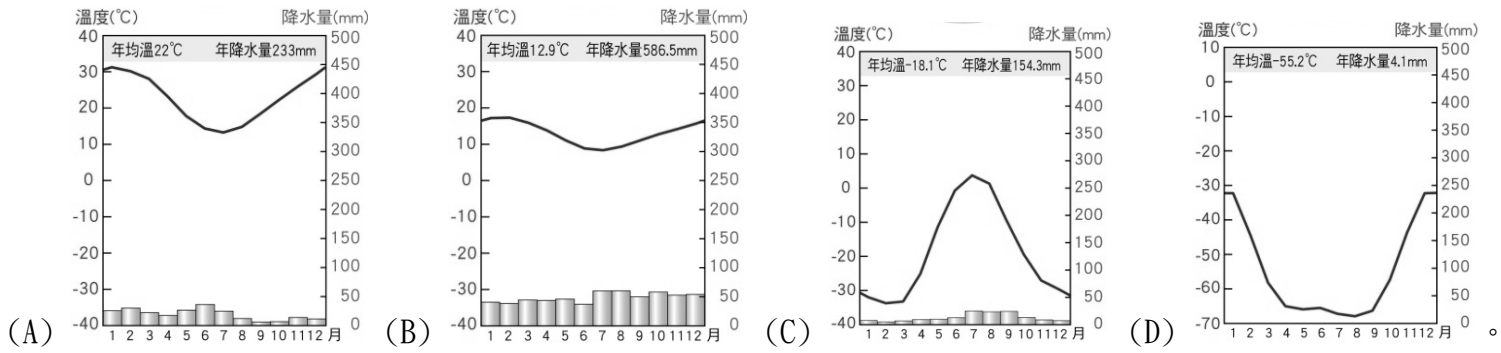 (A)
溫度(℃) 降水量(mm)
年均溫22℃ 年降水量233mm
40 30 20 10 0 -10 -20 -30 -40
500 450 400 350 300 250 200 150 100 50 0
1 2 3 4 5 6 7 8 9 10 11 12 月
(B)
溫度(℃) 降水量(mm)
年均溫12.9℃ 年降水量586.5mm
40 30 20 10 0 -10 -20 -30 -40
500 450 400 350 300 250 200 150 100 50 0
1 2 3 4 5 6 7 8 9 10 11 12 月
(C)
溫度(℃) 降水量(mm)
年均溫-18.1℃ 年降水量154.3mm
40 30 20 10 0 -10 -20 -30 -40
500 450 400 350 300 250 200 150 100 50 0
1 2 3 4 5 6 7 8 9 10 11 12 月
(D)
溫度(℃) 降水量(mm)
年均溫-55.2℃ 年降水量4.1mm
10 0 -10 -20 -30 -40 -50 -60 -70
500 450 400 350 300 250 200 150 100 50 0
1 2 3 4 5 6 7 8 9 10 11 12 月
。